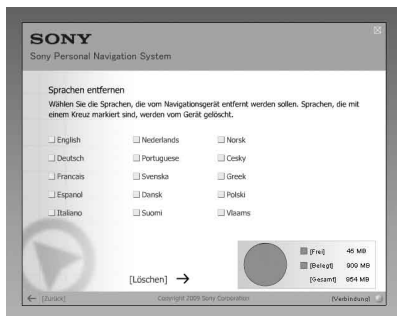 SONY
Sony Personal Navigation System
Sprachen entfernen
Wählen Sie die Sprachen, die vom Navigationsgerät entfernt werden sollen. Sprachen, die mit
einem Kreuz markiert sind, werden vom Gerät gelöscht.
English Nederlands Norsk
Deutsch Portuguese Cesky
Francais Svenska Greek
Espanol Dansk Polski
Italiano Suomi Vlaams
[Frei] 45 MB
[Belegt] 909 MB
[Gesamt] 954 MB
[Löschen]
[Zurück] Copyright 2009 Sony Corporation [Verbindung]